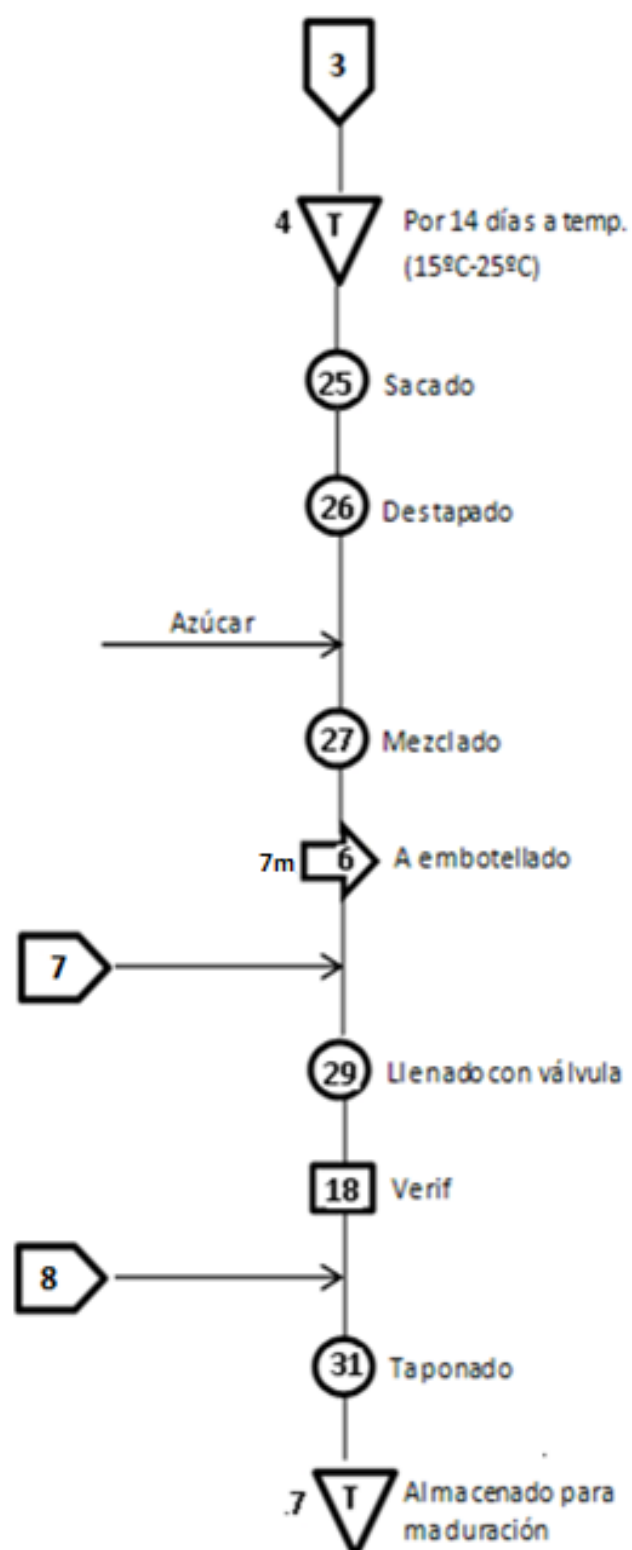 3
4 T Por 14 días a temp.
(15ºC-25ºC)
25 Sacado
26 Destapado
Azúcar
27 Mezclado
7m 6 A embotellado
7
29 Llenado con válvula
18 Verif
8
31 Taponado
7 T Almacenado para
maduración